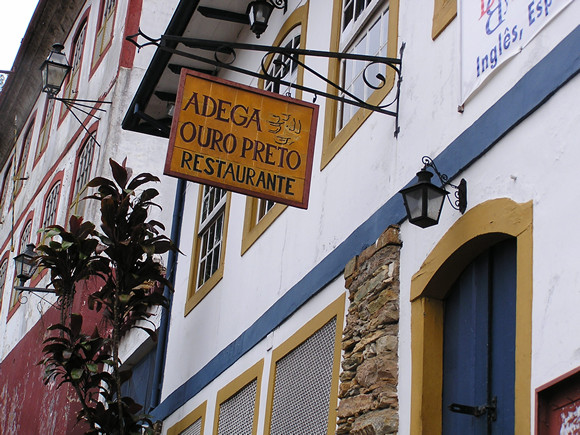 ADEGA
OURO PRETO
RESTAURANTE
Inglês, Esp